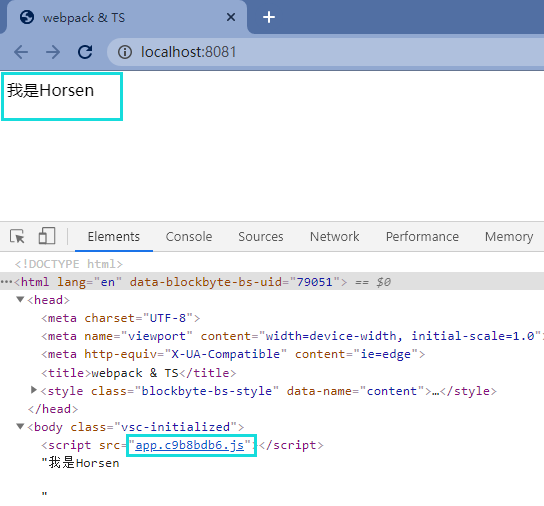 webpack & TS
localhost:8081
我是Horsen
Elements Console Sources Network Performance Memory
<!DOCTYPE html>
···<html lang="en" data-blockbyte-bs-uid="79051"> == $0
▼<head>
<meta charset="UTF-8">
<meta name="viewport" content="width=device-width, initial-scale=1.0"
<meta http-equiv="X-UA-Compatible" content="ie=edge">
<title>webpack & TS</title>
▶<style class="blockbyte-bs-style" data-name="content">…</style>
</head>
▼<body class="vsc-initialized">
<script src="app.c9b8bdb6.js"></script>
"我是Horsen
"